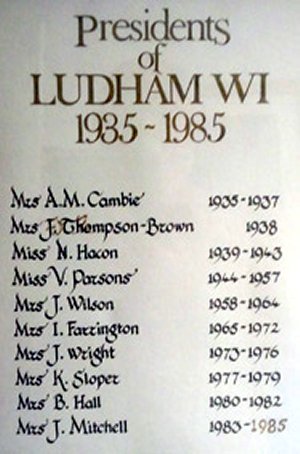 Presidents
of
LUDHAM WI
1935 ~ 1985
Mrs A.M. Cambie 1935-1937
Mrs J. Thompson-Brown 1938
Miss N. Hacon 1939-1943
Miss V. Parsons 1944-1957
Mrs J. Wilson 1958-1964
Mrs I. Farrington 1965-1972
Mrs J. Wright 1973-1976
Mrs K. Sloper 1977-1979
Mrs B. Hall 1980-1982
Mrs J. Mitchell 1983-1985